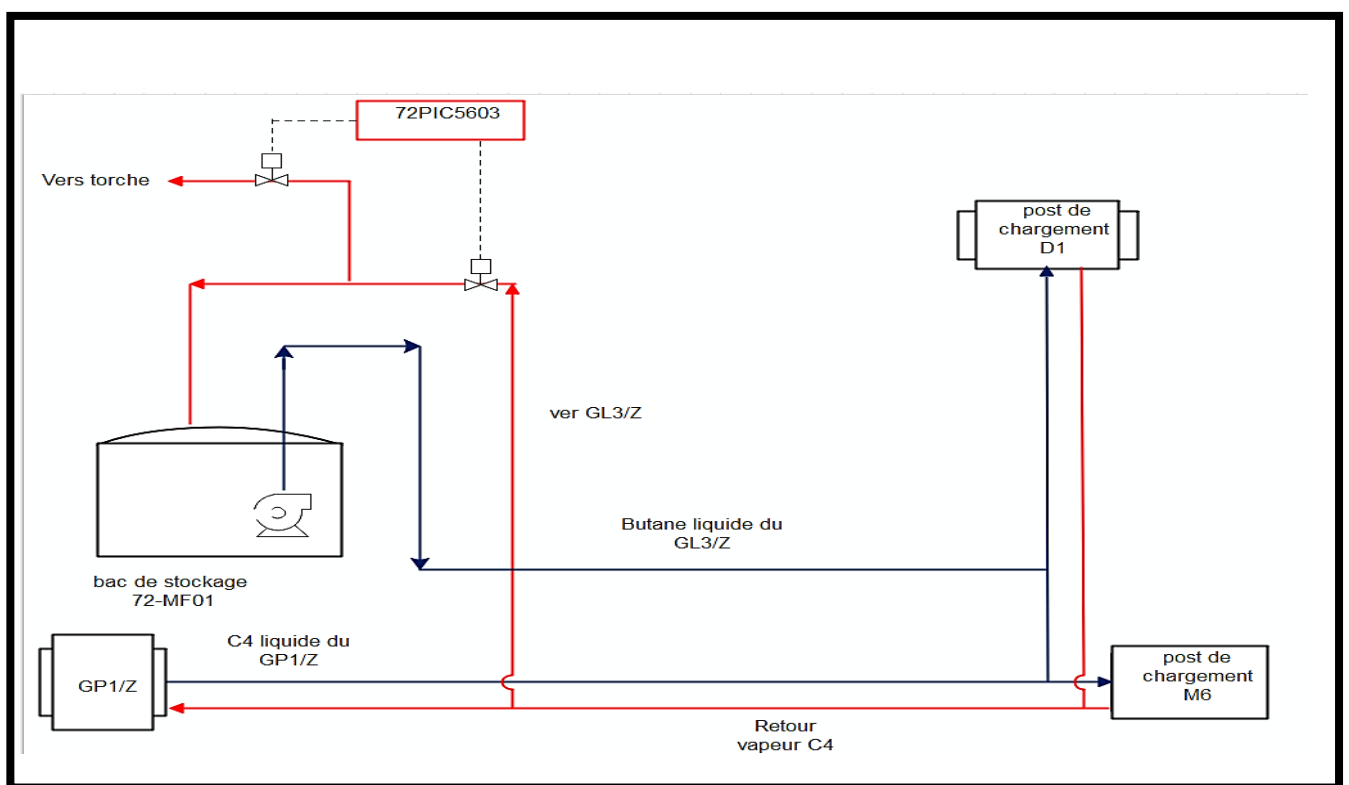 72PIC5603
Vers torche
post de
chargement
D1
ver GL3/Z
Butane liquide du
GL3/Z
bac de stockage
72-MF01
C4 liquide du
GP1/Z
GP1/Z
post de
chargement
M6
Retour
vapeur C4